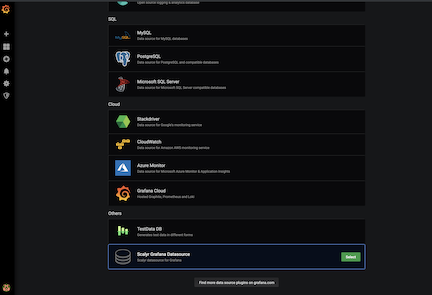 Open source logging & analytics database
SQL
MySQL
Data source for MySQL databases
PostgreSQL
Data source for PostgreSQL and compatible databases
Microsoft SQL Server
Data source for Microsoft SQL Server compatible databases
Cloud
Stackdriver
Data source for Google's monitoring service
CloudWatch
Data source for Amazon AWS monitoring service
Azure Monitor
Data source for Microsoft Azure Monitor & Application Insights
Grafana Cloud
Hosted Graphite, Prometheus and Loki
Others
TestData DB
Generates test data in different forms
Scalyr Grafana Datasource
Scalyr datasource for Grafana
Select
Find more data source plugins on grafana.com